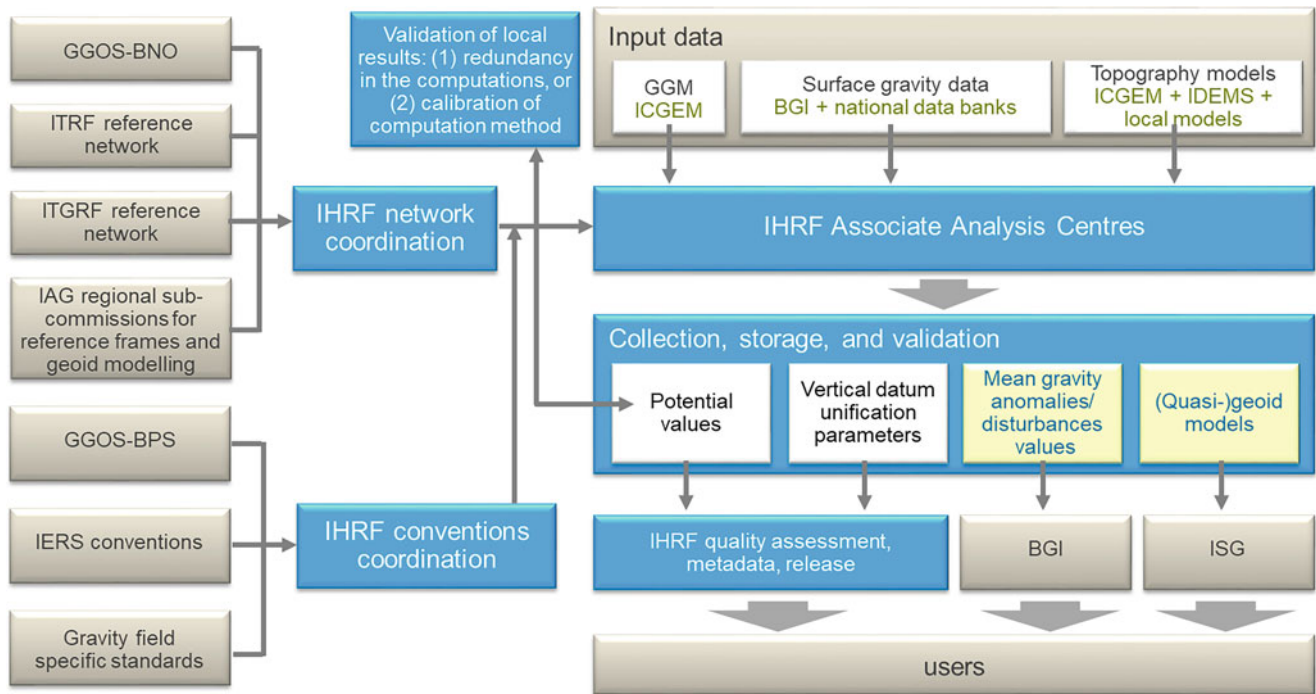 GGOS-BNO
ITRF reference
network
ITGRF reference
network
IAG regional sub-
commissions for
reference frames and
geoid modelling
GGOS-BPS
IERS conventions
Gravity field
specific standards
IHRF network
coordination
IHRF conventions
coordination
Validation of local
results: (1) redundancy
in the computations, or
(2) calibration of
computation method
Input data
GGM
ICGEM
Surface gravity data
BGI + national data banks
Topography models
ICGEM + IDEMS +
local models
IHRF Associate Analysis Centres
Collection, storage, and validation
Potential
values
Vertical datum
unification
parameters
Mean gravity
anomalies/
disturbances
values
(Quasi-)geoid
models
IHRF quality assessment,
metadata, release
BGI
ISG
users